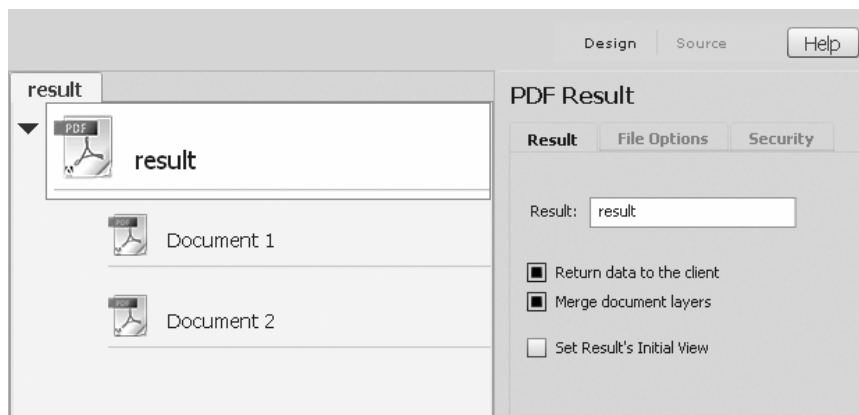 Design Source Help
result
PDF
result
PDF
Document 1
PDF
Document 2
PDF Result
Result File Options Security
Result: result
Return data to the client
Merge document layers
Set Result's Initial View